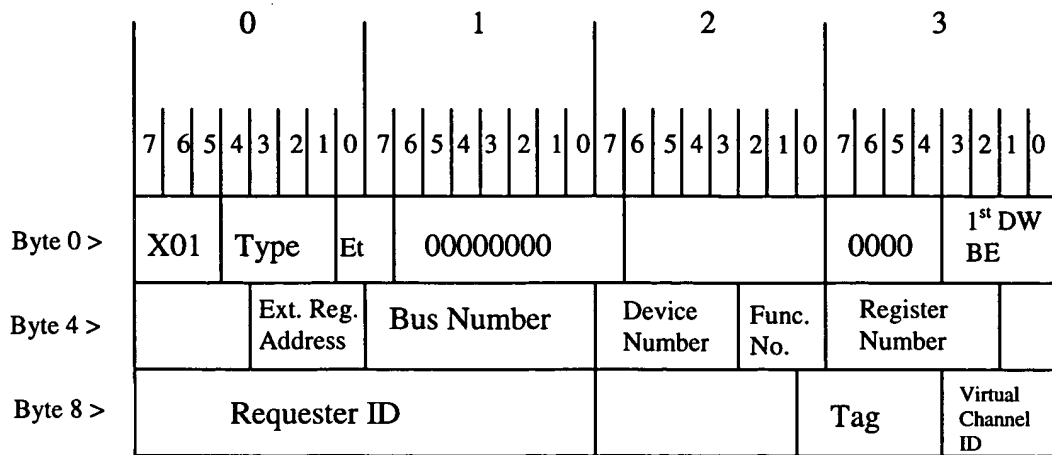 0 1 2 3
7 6 5 4 3 2 1 0 7 6 5 4 3 2 1 0 7 6 5 4 3 2 1 0 7 6 5 4 3 2 1 0
Byte 0 > X01 Type Et 00000000 0000 1st DW
BE
Byte 4 > Ext. Reg. Bus Number Device Func. Register
Address Number No. Number
Byte 8 > Requester ID Tag Virtual
Channel
ID